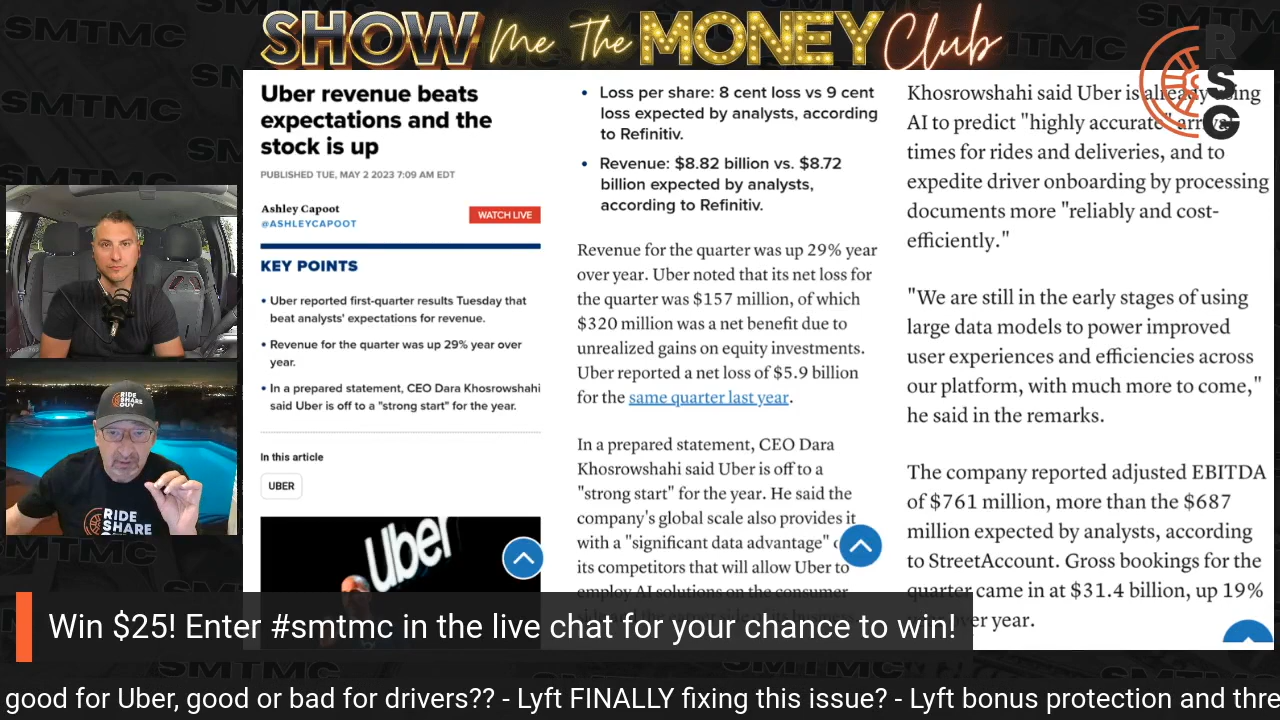 SHOW Me The MONEY Club
RSC
Uber revenue beats
expectations and the
stock is up
PUBLISHED TUE, MAY 2 2023 7:09 AM EDT
Ashley Capoot
@ASHLEYCAPOOT
WATCH LIVE
KEY POINTS
• Uber reported first-quarter results Tuesday that
beat analysts' expectations for revenue.
• Revenue for the quarter was up 29% year over
year.
• In a prepared statement, CEO Dara Khosrowshahi
said Uber is off to a "strong start" for the year.
In this article
UBER
Uber
• Loss per share: 8 cent loss vs 9 cent
loss expected by analysts, according
to Refinitiv.
• Revenue: $8.82 billion vs. $8.72
billion expected by analysts,
according to Refinitiv.
Revenue for the quarter was up 29% year
over year. Uber noted that its net loss for
the quarter was $157 million, of which
$320 million was a net benefit due to
unrealized gains on equity investments.
Uber reported a net loss of $5.9 billion
for the same quarter last year.
In a prepared statement, CEO Dara
Khosrowshahi said Uber is off to a
"strong start" for the year. He said the
company's global scale also provides it
with a "significant data advantage"
its competitors that will allow Uber to
employ AI solutions on the consumer
Khosrowshahi said Uber is already using
AI to predict "highly accurate" arrival
times for rides and deliveries, and to
expedite driver onboarding by processing
documents more "reliably and cost-
efficiently."
"We are still in the early stages of using
large data models to power improved
user experiences and efficiencies across
our platform, with much more to come,"
he said in the remarks.
The company reported adjusted EBITDA
of $761 million, more than the $687
million expected by analysts, according
to StreetAccount. Gross bookings for the
quarter came in at $31.4 billion, up 19%
over year.
RIDE
SHARE
GUY
RIDE
SHARE
Win $25! Enter #smtmc in the live chat for your chance to win!
good for Uber, good or bad for drivers?? - Lyft FINALLY fixing this issue? - Lyft bonus protection and thre
SMTMC